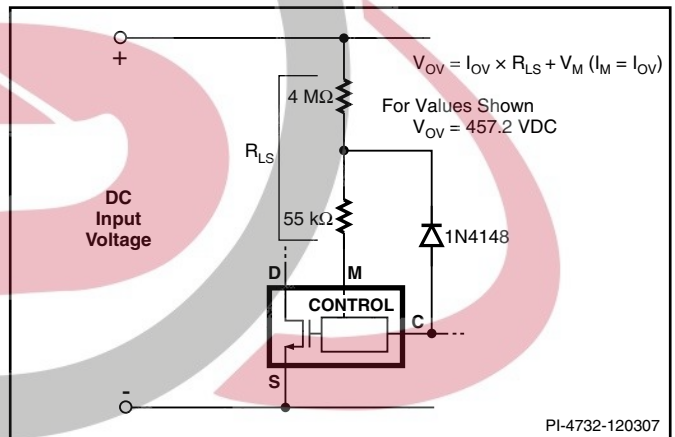 +
V_OV = I_OV × R_LS + V_M (I_M = I_OV)
4 MΩ
For Values Shown
V_OV = 457.2 VDC
R_LS
DC
Input
Voltage
55 kΩ
1N4148
D
M
CONTROL
C
S
-
PI-4732-120307